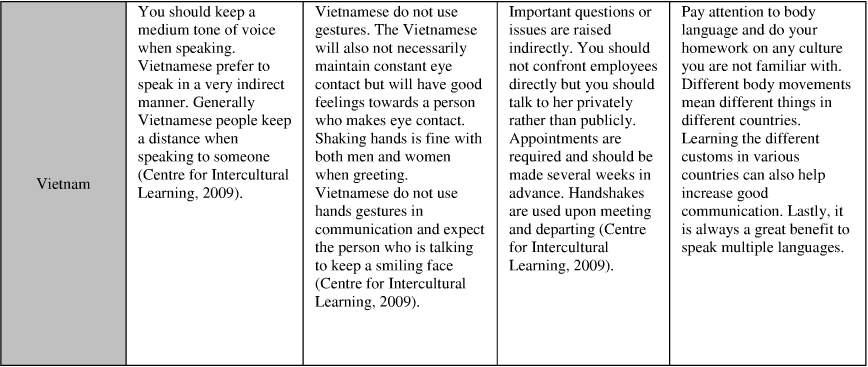 Vietnam
You should keep a
medium tone of voice
when speaking.
Vietnamese prefer to
speak in a very indirect
manner. Generally
Vietnamese people keep
a distance when
speaking to someone
(Centre for Intercultural
Learning, 2009).
Vietnamese do not use
gestures. The Vietnamese
will also not necessarily
maintain constant eye
contact but will have good
feelings towards a person
who makes eye contact.
Shaking hands is fine with
both men and women
when greeting.
Vietnamese do not use
hands gestures in
communication and expect
the person who is talking
to keep a smiling face
(Centre for Intercultural
Learning, 2009).
Important questions or
issues are raised
indirectly. You should
not confront employees
directly but you should
talk to her privately
rather than publicly.
Appointments are
required and should be
made several weeks in
advance. Handshakes
are used upon meeting
and departing (Centre
for Intercultural
Learning, 2009).
Pay attention to body
language and do your
homework on any culture
you are not familiar with.
Different body movements
mean different things in
different countries.
Learning the different
customs in various
countries can also help
increase good
communication. Lastly, it
is always a great benefit to
speak multiple languages.